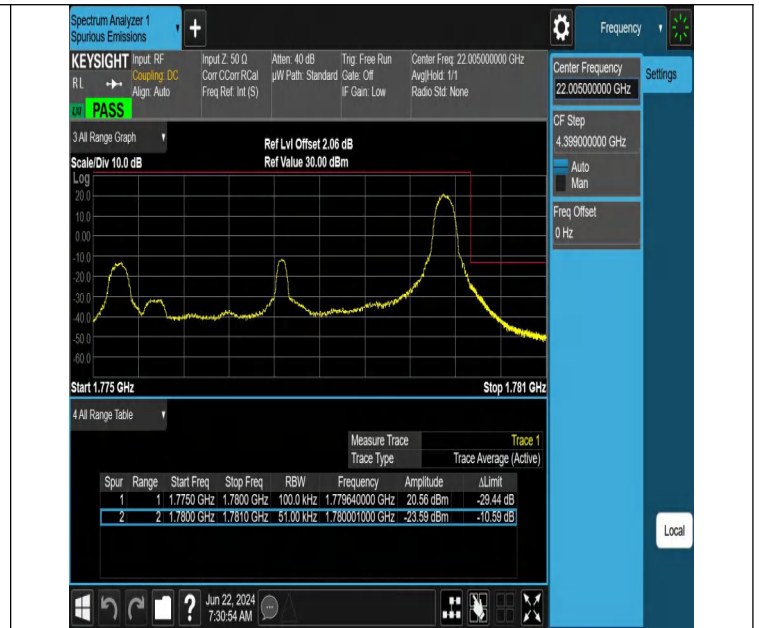 Spectrum Analyzer 1
Spurious Emissions
+
Frequency
KEYSIGHT
RL
Input: RF
Coupling: DC
Align: Auto
Input Z: 50 Ω
Corr CCorr RCal
Freq Ref: Int (S)
Atten: 40 dB
µW Path: Standard
Trig: Free Run
Gate: Off
IF Gain: Low
Center Freq: 22.005000000 GHz
Avg|Hold: 1/1
Radio Std: None
PASS
Center Frequency
22.005000000 GHz
Settings
CF Step
4.399000000 GHz
Auto
Man
Freq Offset
0 Hz
3 All Range Graph
Scale/Div 10.0 dB
Ref Lvl Offset 2.06 dB
Ref Value 30.00 dBm
Log
20.0
10.0
0.00
-10.0
-20.0
-30.0
-40.0
-50.0
-60.0
Start 1.775 GHz
Stop 1.781 GHz
4 All Range Table
Measure Trace Trace 1
Trace Type Trace Average (Active)
Spur Range Start Freq Stop Freq RBW Frequency Amplitude ΔLimit
1 1 1.7750 GHz 1.7800 GHz 100.0 kHz 1.779640000 GHz 20.56 dBm -29.44 dB
2 2 1.7800 GHz 1.7810 GHz 51.00 kHz 1.780001000 GHz -23.59 dBm -10.59 dB
Local
?
Jun 22, 2024
7:30:54 AM